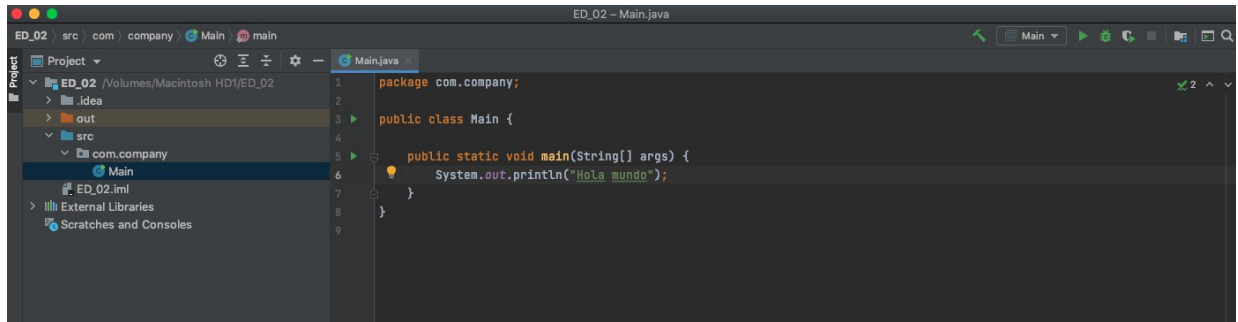 ED_02 – Main.java
ED_02 src com company Main main
Main
Project
Project
Main.java
ED_02 /Volumes/Macintosh HD1/ED_02
.idea
out
src
com.company
Main
ED_02.iml
External Libraries
Scratches and Consoles
1 package com.company;
2
3 public class Main {
4
5 public static void main(String[] args) {
6 System.out.println("Hola mundo");
7 }
8 }
9
2